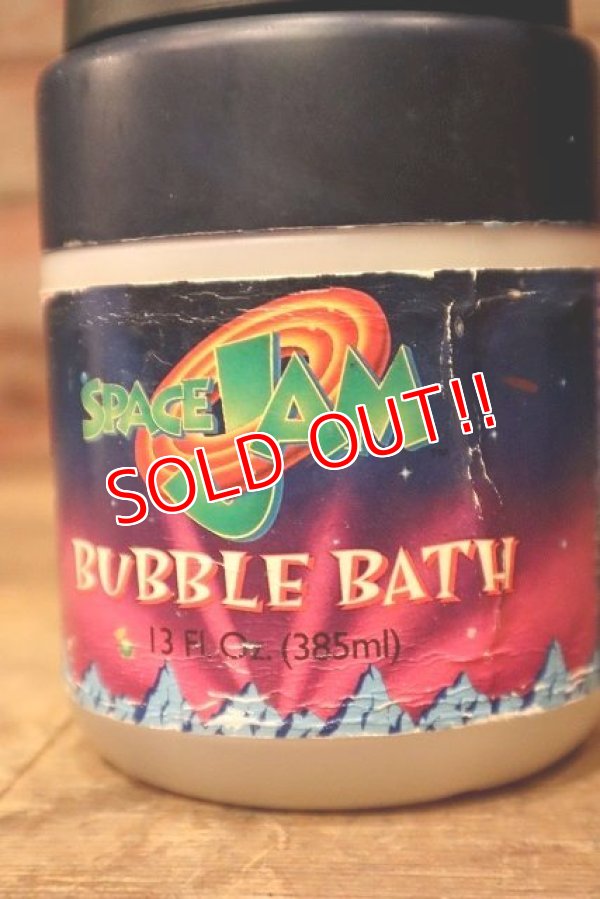 SPACE JAM
SOLD OUT!!
BUBBLE BATH
13 FL.Oz. (385ml)